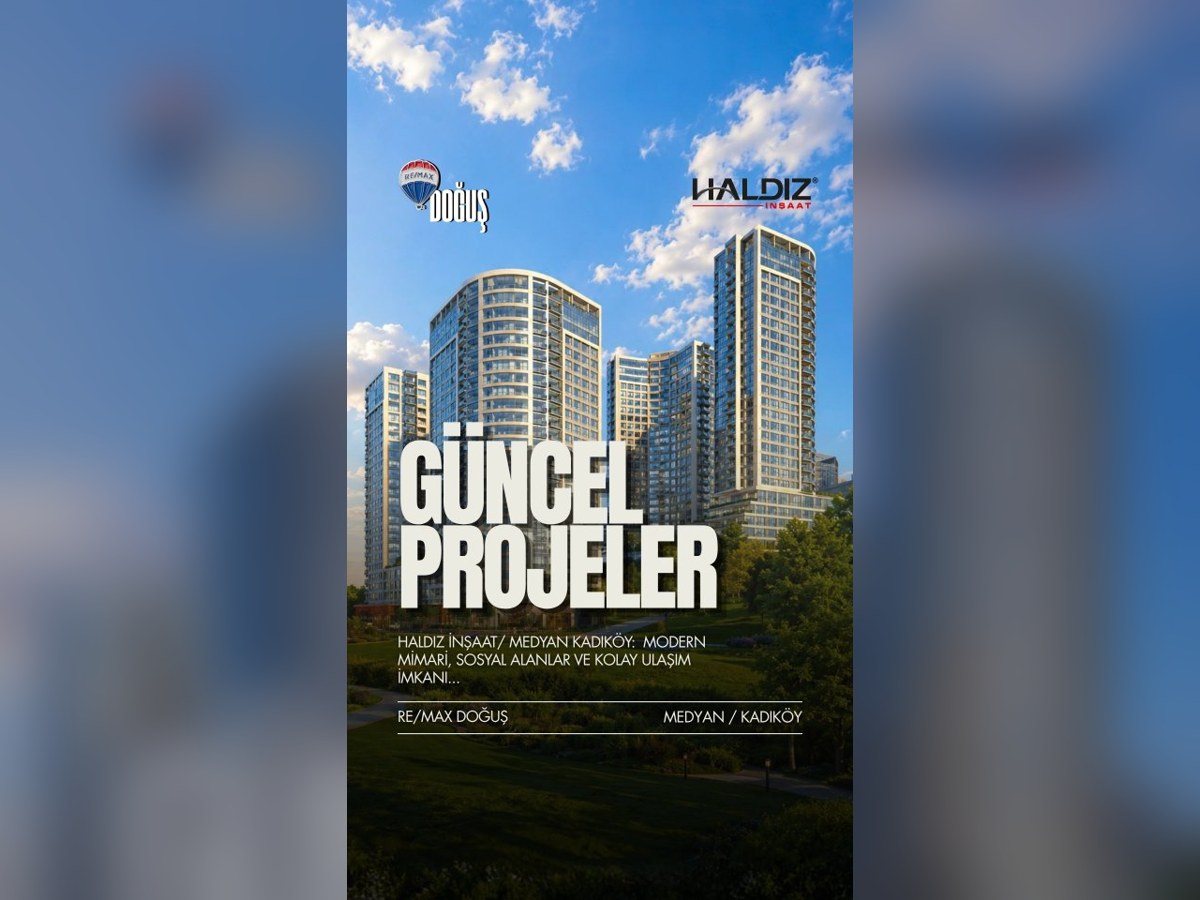 RE/MAX
DOĞUŞ
HALDIZ®
INŞAAT
GÜNCEL
PROJELER
HALDIZ İNŞAAT/ MEDYAN KADIKÖY: MODERN
MİMARİ, SOSYAL ALANLAR VE KOLAY ULAŞIM
İMKANI...
RE/MAX DOĞUŞ
MEDYAN / KADIKÖY